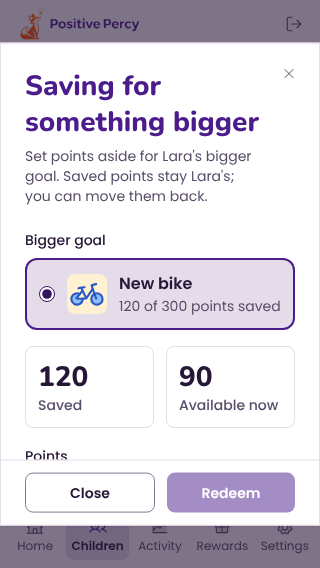 Positive Percy
Saving for
something bigger
Set points aside for Lara's bigger
goal. Saved points stay Lara's;
you can move them back.
Bigger goal
New bike
120 of 300 points saved
120
Saved
90
Available now
Points
Close
Redeem
Home
Children
Activity
Rewards
Settings